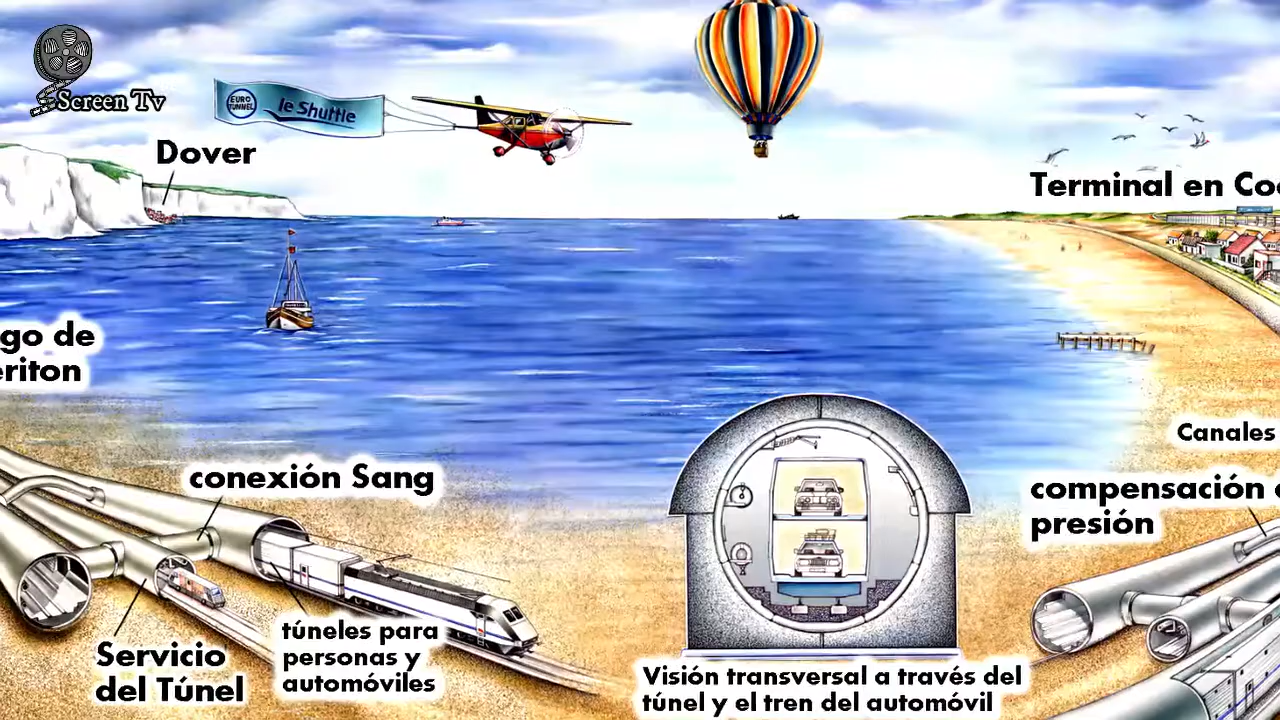 Screen Tv
EURO
TUNNEL
le Shuttle
Dover
Terminal en Co
go de
riton
conexión Sang
Canales
compensación
presión
túneles para
personas y
automóviles
Servicio
del Túnel
Visión transversal a través del
túnel y el tren del automóvil